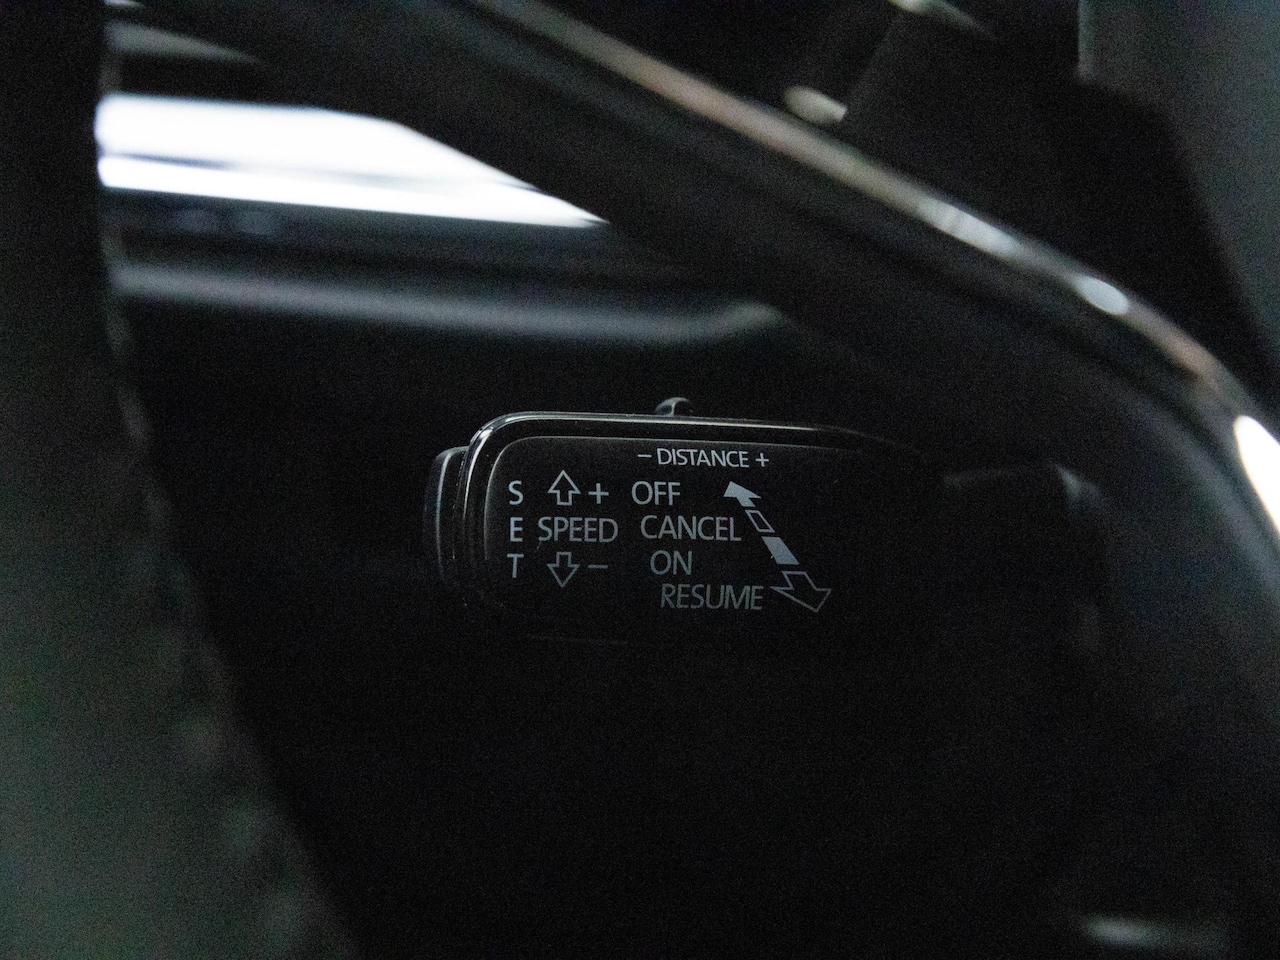 − DISTANCE +
S + OFF
E SPEED CANCEL
T − ON
RESUME